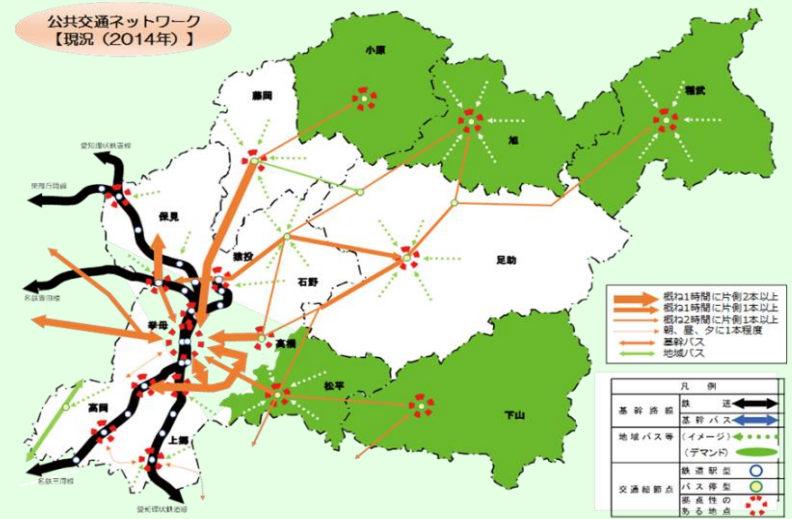 公共交通ネットワーク
【現況（2014年）】
小原
稲武
藤岡
旭
愛知環状鉄道線
保見
猿投
石野
足助
名鉄豊田線
挙母
高橋
松平
下山
高岡
上郷
名鉄三河線
愛知環状鉄道線
概ね1時間に片側2本以上
概ね1時間に片側1本以上
概ね2時間に片側1本以上
朝、昼、夕に1本程度
基幹バス
地域バス
凡 例
基幹路線
鉄 道
基幹バス
地域バス等
（イメージ）
（デマンド）
交通結節点
鉄道駅型
バス停型
拠点性の
ある地点